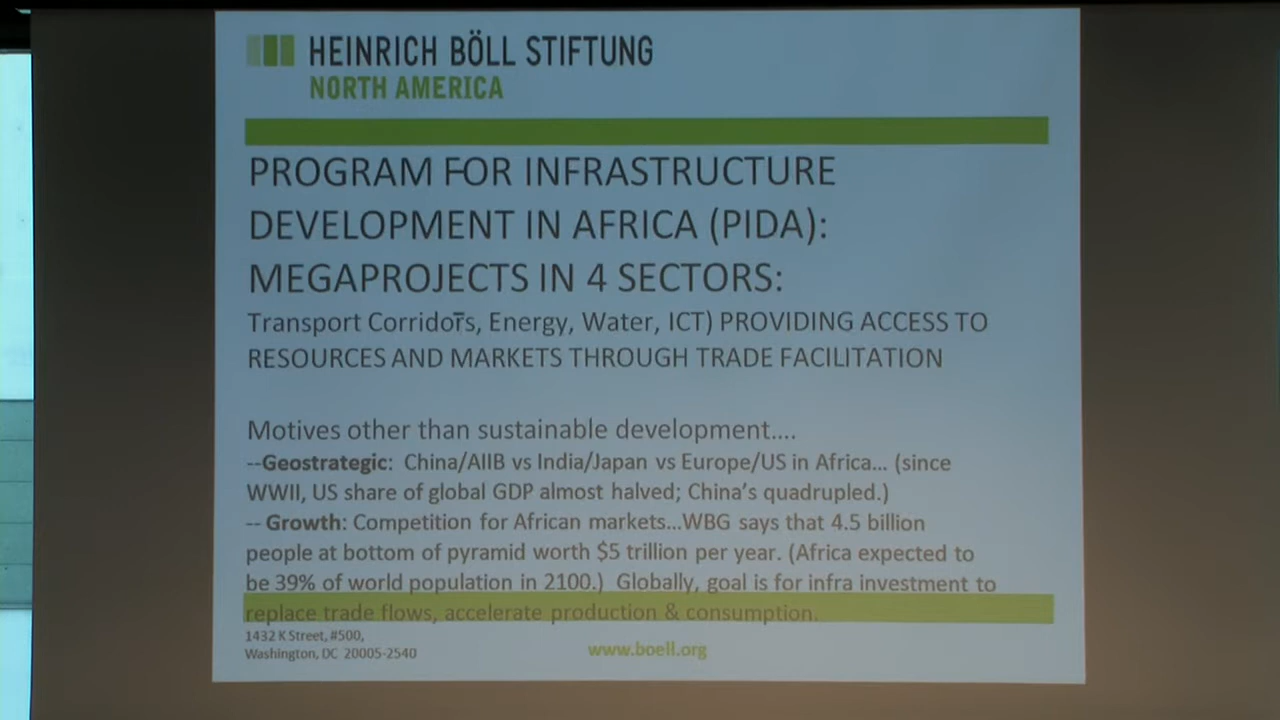 HEINRICH BÖLL STIFTUNG
NORTH AMERICA
PROGRAM FOR INFRASTRUCTURE
DEVELOPMENT IN AFRICA (PIDA):
MEGAPROJECTS IN 4 SECTORS:
Transport Corridors, Energy, Water, ICT) PROVIDING ACCESS TO
RESOURCES AND MARKETS THROUGH TRADE FACILITATION
Motives other than sustainable development....
--Geostrategic: China/AIIB vs India/Japan vs Europe/US in Africa... (since
WWII, US share of global GDP almost halved; China's quadrupled.)
-- Growth: Competition for African markets...WBG says that 4.5 billion
people at bottom of pyramid worth $5 trillion per year. (Africa expected to
be 39% of world population in 2100.) Globally, goal is for infra investment to
replace trade flows, accelerate production & consumption.
1432 K Street, #500,
Washington, DC 20005-2540
www.boell.org